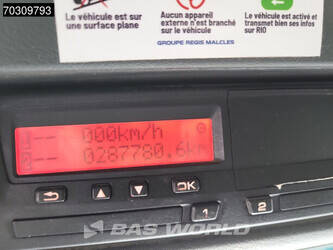 70309793
Le véhicule est sur
une surface plane
Aucun appareil
externe n'est branché
sur le véhicule
Le véhicule est activé et
transmet bien ses infos
sur RIO
GROUPE REGIS MALCLES
-- 000km/h
-- 0287780.6km
OK
1
2
BAS WORLD